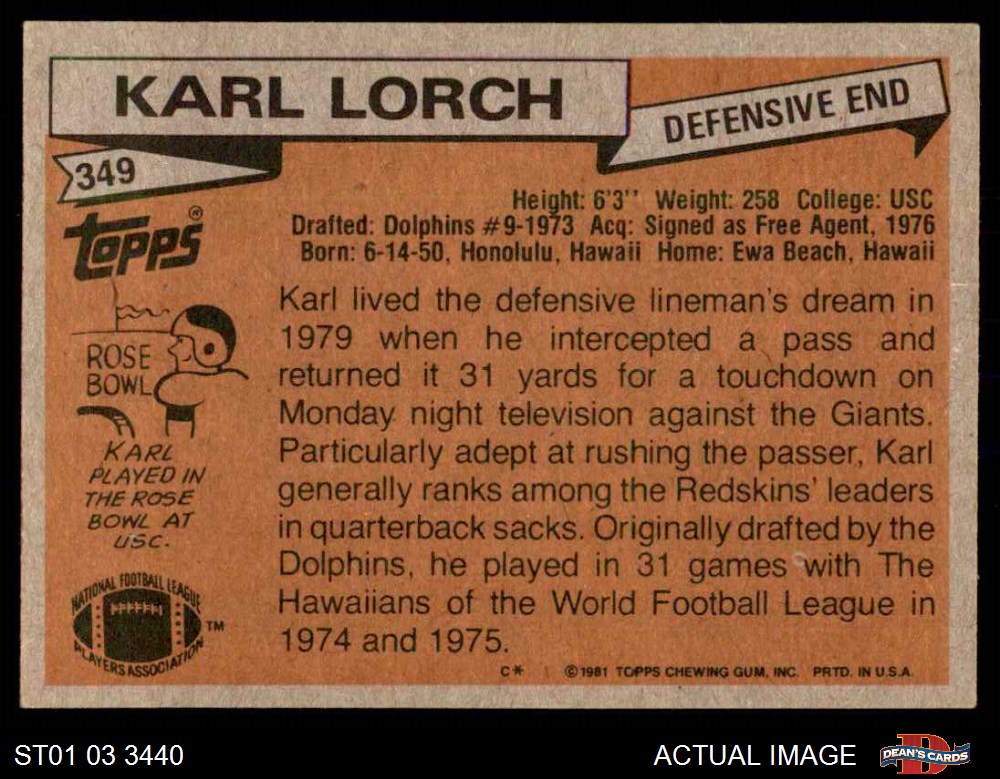 KARL LORCH
DEFENSIVE END
349
topps®
Height: 6'3'' Weight: 258 College: USC
Drafted: Dolphins #9-1973 Acq: Signed as Free Agent, 1976
Born: 6-14-50, Honolulu, Hawaii Home: Ewa Beach, Hawaii
Karl lived the defensive lineman's dream in
1979 when he intercepted a pass and
returned it 31 yards for a touchdown on
Monday night television against the Giants.
Particularly adept at rushing the passer, Karl
generally ranks among the Redskins' leaders
in quarterback sacks. Originally drafted by the
Dolphins, he played in 31 games with The
Hawaiians of the World Football League in
1974 and 1975.
ROSE
BOWL
KARL
PLAYED IN
THE ROSE
BOWL AT
USC.
NATIONAL FOOTBALL LEAGUE
PLAYERS ASSOCIATION
TM
C* ©1981 TOPPS CHEWING GUM, INC. PRTD. IN U.S.A.
ST01 03 3440
ACTUAL IMAGE
D
DEAN'S CARDS